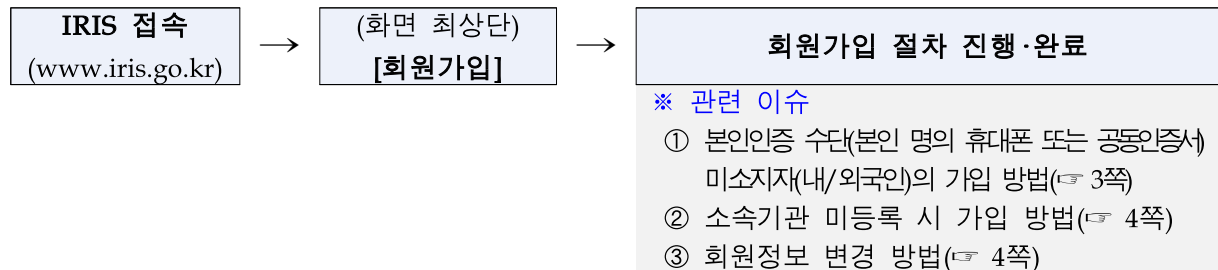 IRIS 접속
(www.iris.go.kr)
→
(화면 최상단)
[회원가입]
→
회원가입 절차 진행·완료
※ 관련 이슈
① 본인인증 수단(본인 명의 휴대폰 또는 공동인증서)
미소지자(내/외국인)의 가입 방법(☞ 3쪽)
② 소속기관 미등록 시 가입 방법(☞ 4쪽)
③ 회원정보 변경 방법(☞ 4쪽)